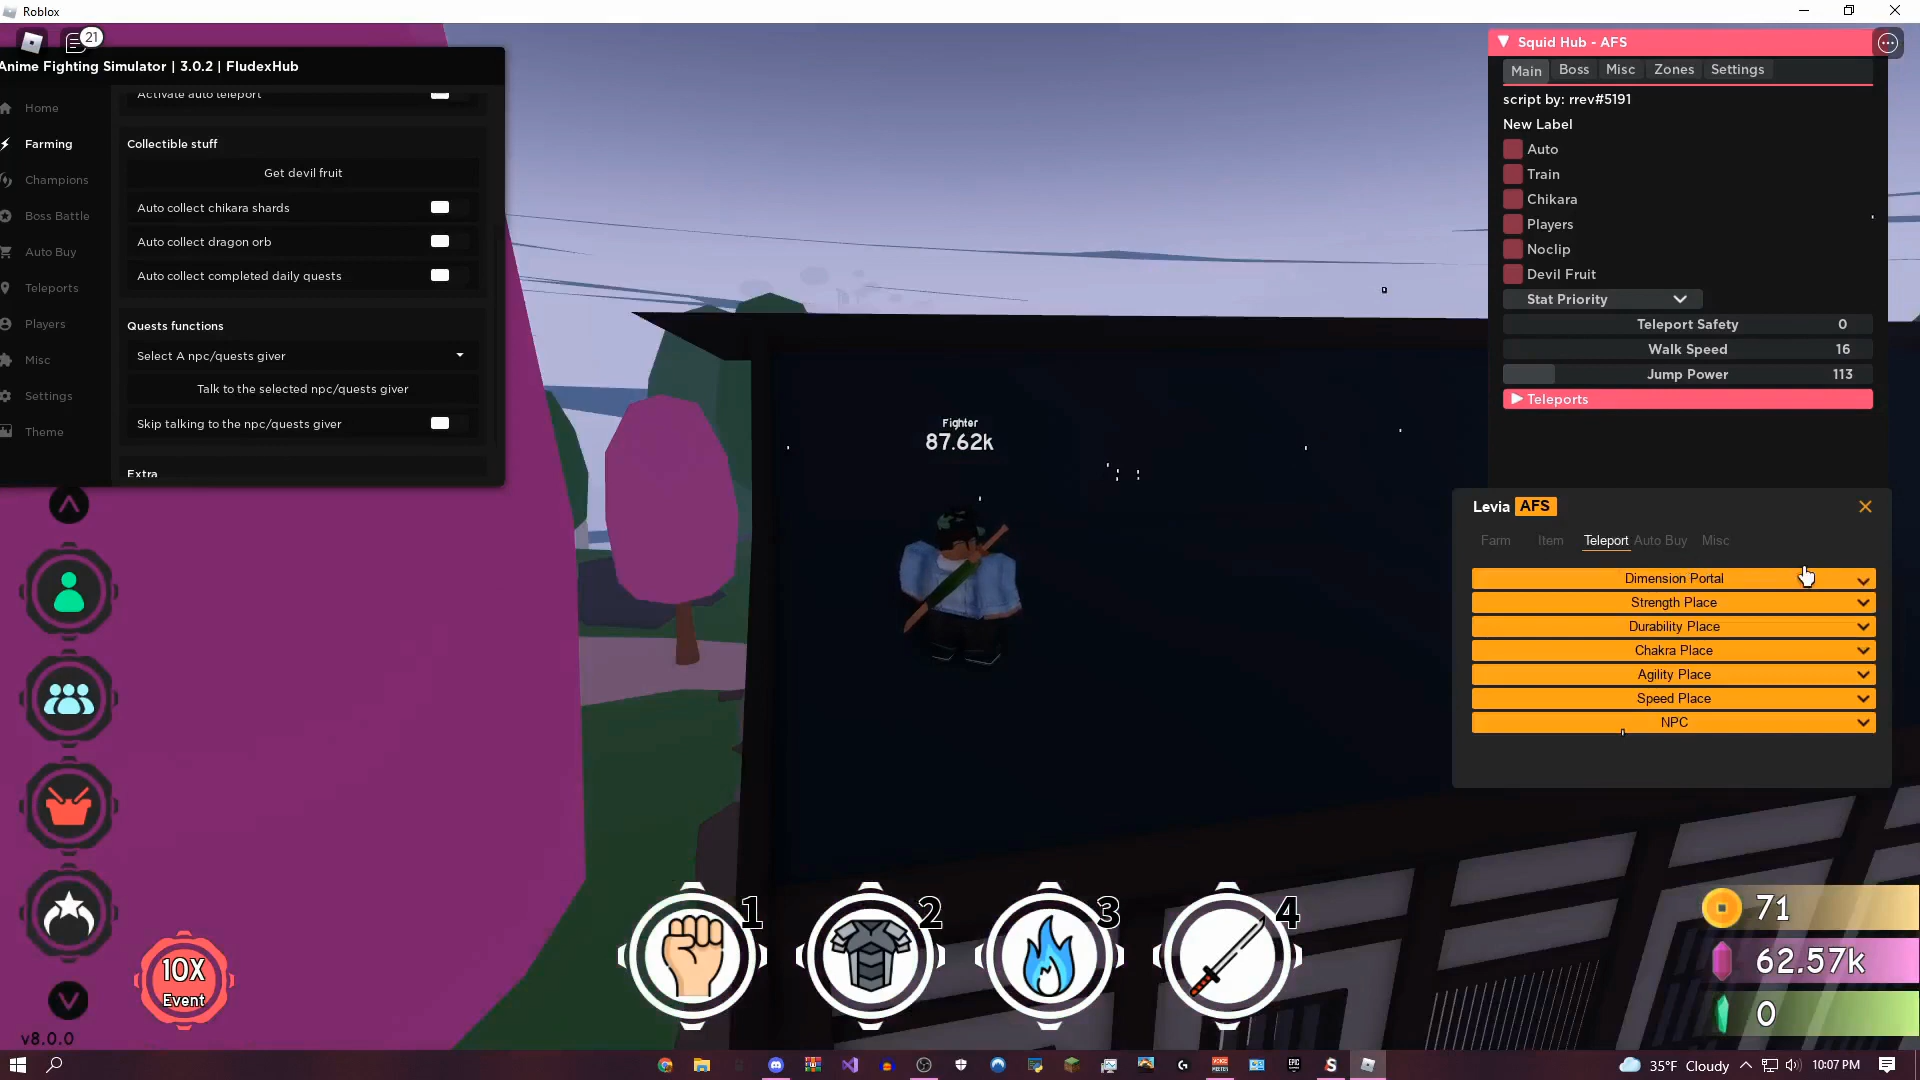 Roblox
21
Anime Fighting Simulator | 3.0.2 | FludexHub
Home
Farming
Champions
Boss Battle
Auto Buy
Teleports
Players
Misc
Settings
Theme
Activate auto teleport
Collectible stuff
Get devil fruit
Auto collect chikara shards
Auto collect dragon orb
Auto collect completed daily quests
Quests functions
Select A npc/quests giver
Talk to the selected npc/quests giver
Skip talking to the npc/quests giver
Extra
Squid Hub - AFS
Main Boss Misc Zones Settings
script by: rrev#5191
New Label
Auto
Train
Chikara
Players
Noclip
Devil Fruit
Stat Priority
Teleport Safety 0
Walk Speed 16
Jump Power 113
Teleports
Fighter
87.62k
Levia AFS
Farm Item Teleport Auto Buy Misc
Dimension Portal
Strength Place
Durability Place
Chakra Place
Agility Place
Speed Place
NPC
1 2 3 4
10X
Event
71
62.57k
0
v8.0.0
35°F Cloudy
10:07 PM